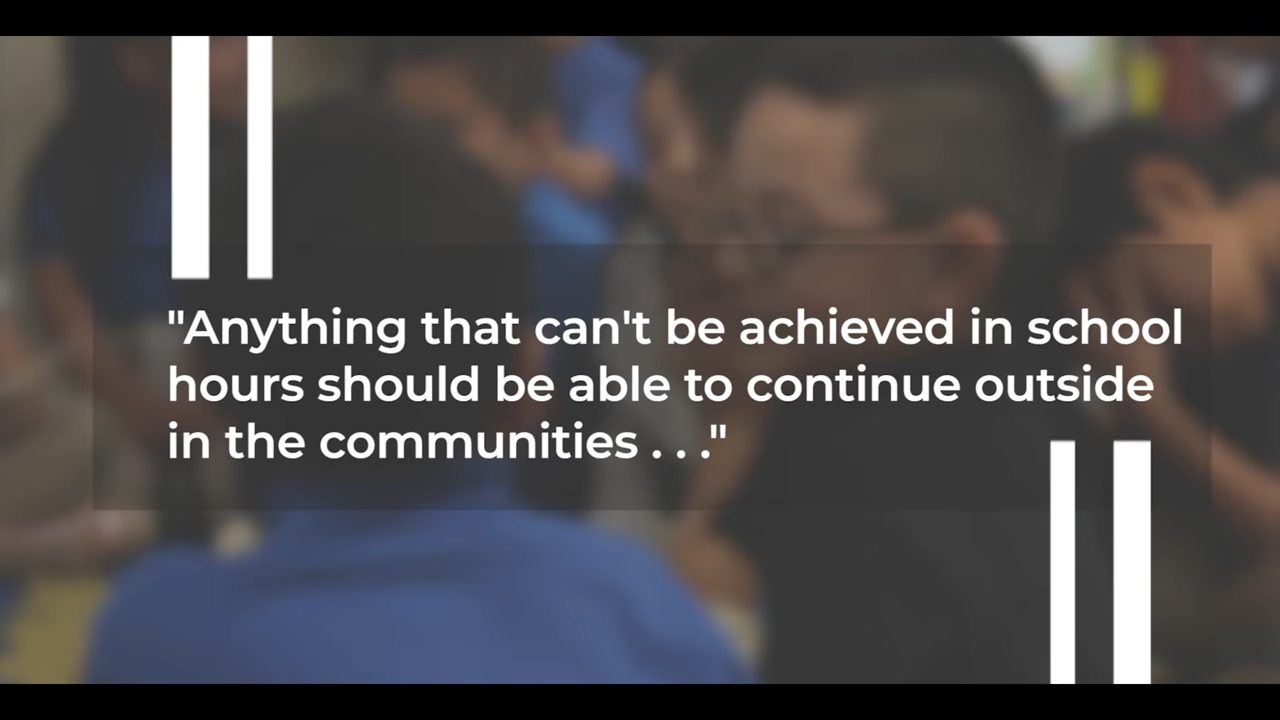 "Anything that can't be achieved in school
hours should be able to continue outside
in the communities . . ."